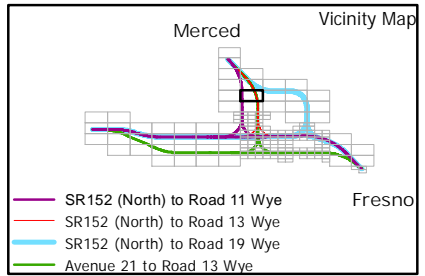 Vicinity Map
Merced
Fresno
SR152 (North) to Road 11 Wye
SR152 (North) to Road 13 Wye
SR152 (North) to Road 19 Wye
Avenue 21 to Road 13 Wye